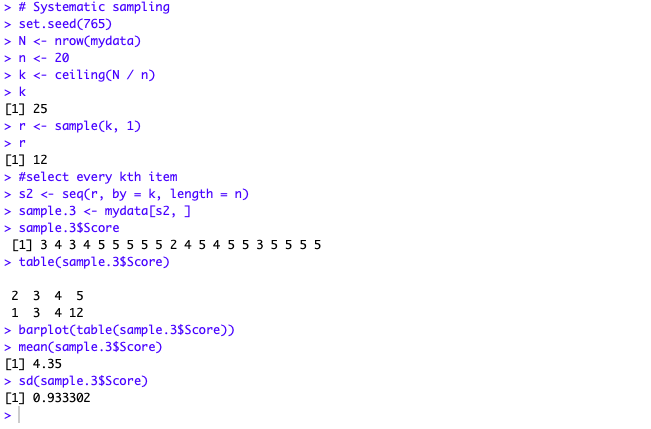 > # Systematic sampling
> set.seed(765)
> N <- nrow(mydata)
> n <- 20
> k <- ceiling(N / n)
> k
[1] 25
> r <- sample(k, 1)
> r
[1] 12
> #select every kth item
> s2 <- seq(r, by = k, length = n)
> sample.3 <- mydata[s2, ]
> sample.3$Score
 [1] 3 4 3 4 5 5 5 5 5 2 4 5 4 5 5 3 5 5 5 5
> table(sample.3$Score)

 2  3  4  5
 1  3  4 12
> barplot(table(sample.3$Score))
> mean(sample.3$Score)
[1] 4.35
> sd(sample.3$Score)
[1] 0.933302
>